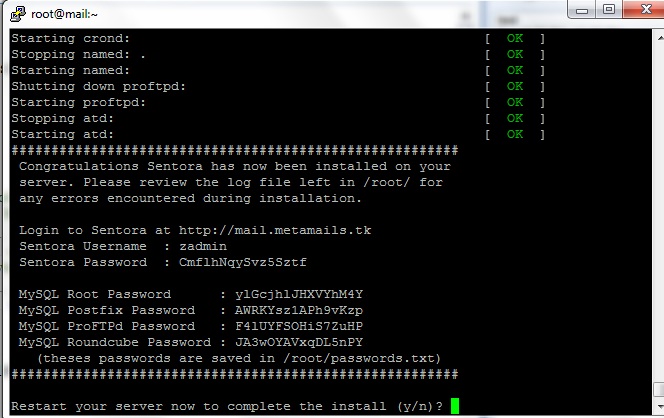 root@mail:~
Starting crond: [ OK ]
Stopping named: .
Starting named: [ OK ]
Shutting down proftpd: [ OK ]
Starting proftpd: [ OK ]
Stopping atd: [ OK ]
Starting atd: [ OK ]
########################################################
Congratulations Sentora has now been installed on your
server. Please review the log file left in /root/ for
any errors encountered during installation.
Login to Sentora at http://mail.metamails.tk
Sentora Username : zadmin
Sentora Password : CmflhNqySvz5Sztf
MySQL Root Password : ylGcjhlJHXVYhM4Y
MySQL Postfix Password : AWRKYszlAPh9vKzp
MySQL ProFTPd Password : F4lUYFSOHiS7ZuHP
MySQL Roundcube Password : JA3wOYAVxqDL5nPY
(theses passwords are saved in /root/passwords.txt)
########################################################
Restart your server now to complete the install (y/n)?